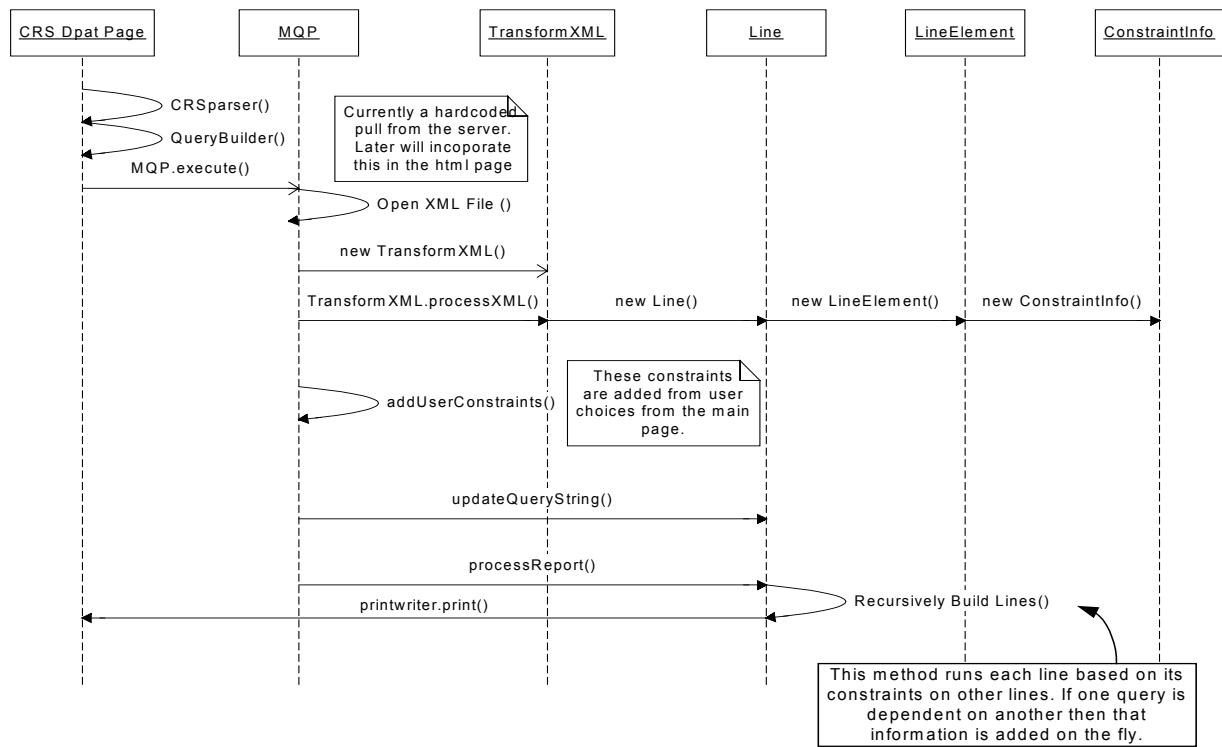 CRS Dpat Page
MQP
TransformXML
Line
LineElement
ConstraintInfo
CRSparser()
QueryBuilder()
MQP.execute()
Currently a hardcoded
pull from the server.
Later will incoporate
this in the html page
Open XML File ()
new TransformXML()
TransformXML.processXML()
new Line()
new LineElement()
new ConstraintInfo()
addUserConstraints()
These constraints
are added from user
choices from the main
page.
updateQueryString()
processReport()
printwriter.print()
Recursively Build Lines()
This method runs each line based on its
constraints on other lines. If one query is
dependent on another then that
information is added on the fly.